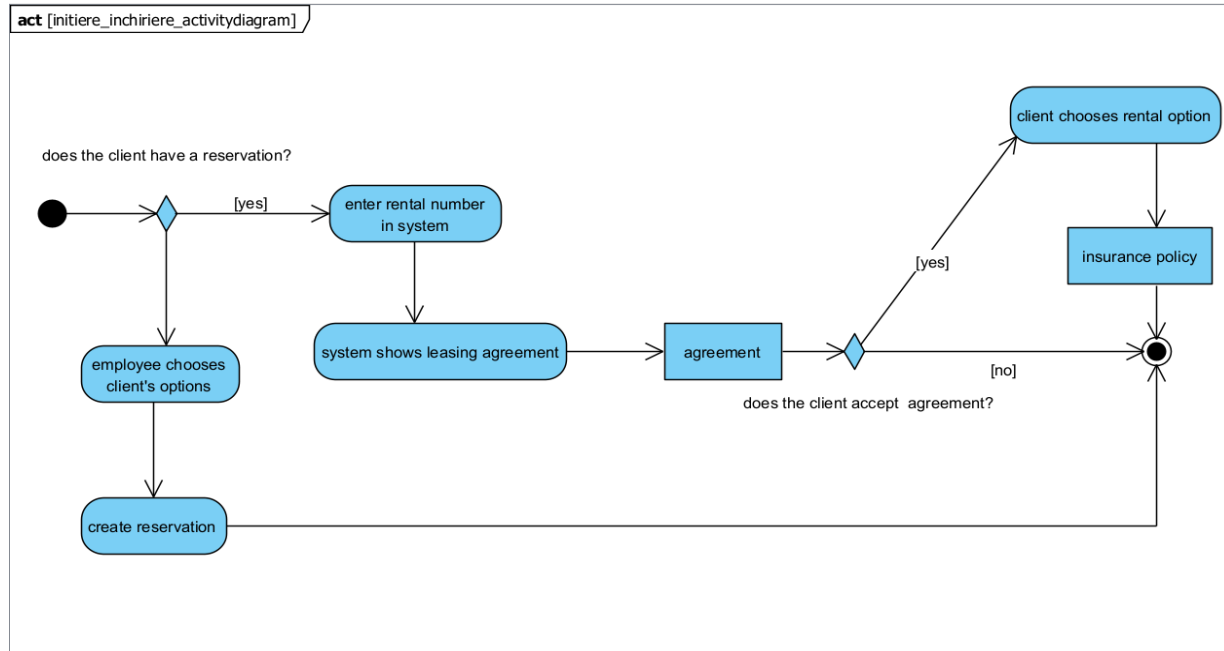 act [initiere_inchiriere_activitydiagram]
client chooses rental option
does the client have a reservation?
[yes]
enter rental number
in system
[yes]
insurance policy
system shows leasing agreement
agreement
[no]
employee chooses
client's options
does the client accept  agreement?
create reservation